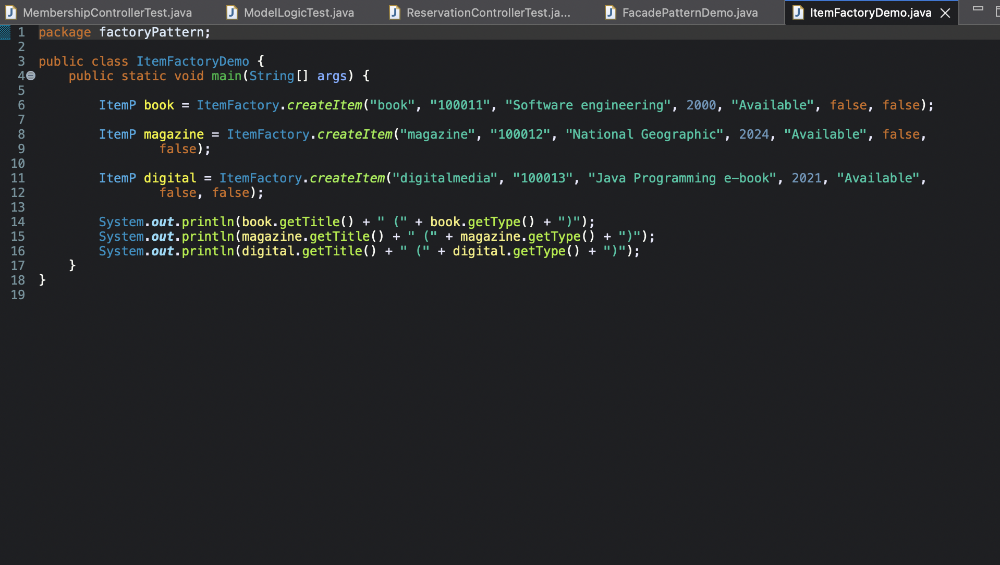 MembershipControllerTest.java ModelLogicTest.java ReservationControllerTest.ja... FacadePatternDemo.java ItemFactoryDemo.java
1 package factoryPattern;
2
3 public class ItemFactoryDemo {
4     public static void main(String[] args) {
5
6         ItemP book = ItemFactory.createItem("book", "100011", "Software engineering", 2000, "Available", false, false);
7
8         ItemP magazine = ItemFactory.createItem("magazine", "100012", "National Geographic", 2024, "Available", false,
9                 false);
10
11         ItemP digital = ItemFactory.createItem("digitalmedia", "100013", "Java Programming e-book", 2021, "Available",
12                 false, false);
13
14         System.out.println(book.getTitle() + " (" + book.getType() + ")");
15         System.out.println(magazine.getTitle() + " (" + magazine.getType() + ")");
16         System.out.println(digital.getTitle() + " (" + digital.getType() + ")");
17     }
18 }
19